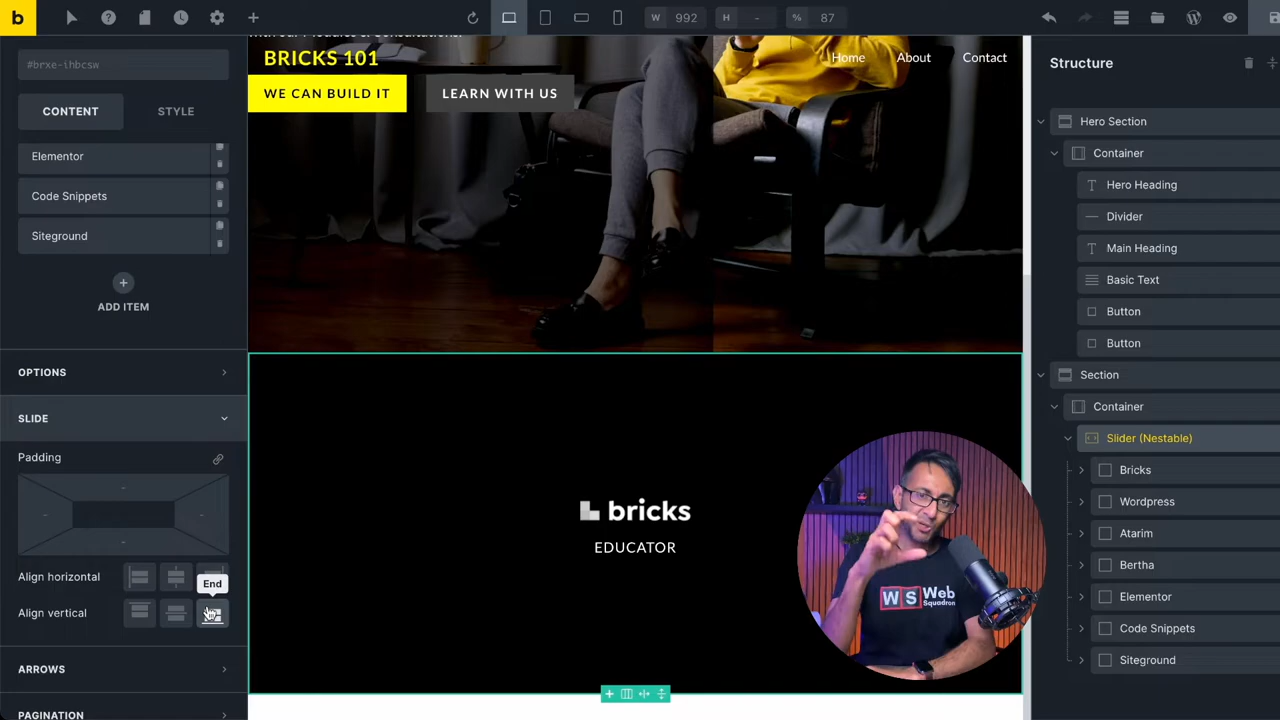 b
W 992 H - % 87
#brxe-ihbcsw
CONTENT STYLE
Elementor
Code Snippets
Siteground
ADD ITEM
OPTIONS
SLIDE
Padding
Align horizontal
End
Align vertical
ARROWS
PAGINATION
BRICKS 101
Home About Contact
WE CAN BUILD IT LEARN WITH US
bricks
EDUCATOR
WS Web Squadron
Structure
Hero Section
Container
Hero Heading
Divider
Main Heading
Basic Text
Button
Button
Section
Container
Slider (Nestable)
Bricks
Wordpress
Atarim
Bertha
Elementor
Code Snippets
Siteground